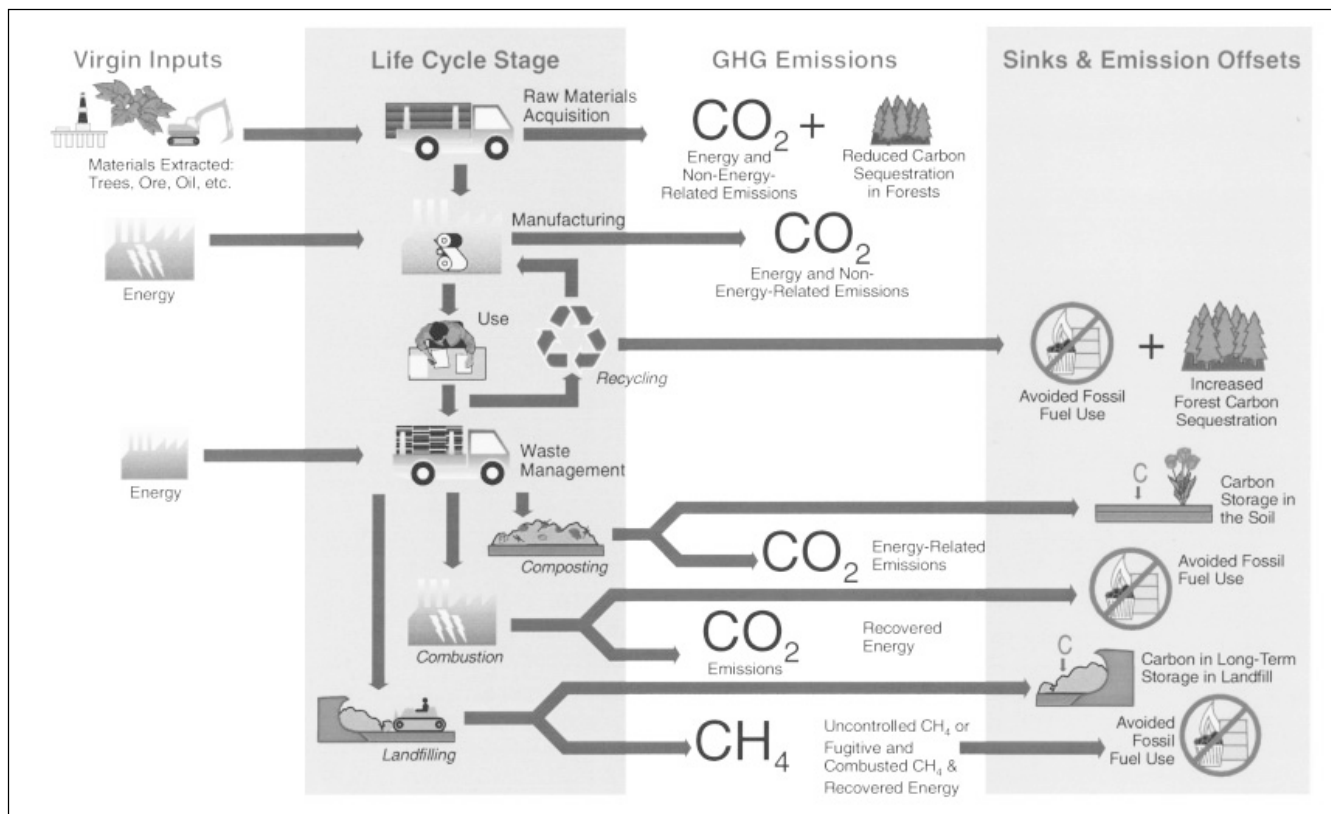 Virgin Inputs
Life Cycle Stage
GHG Emissions
Sinks & Emission Offsets
Materials Extracted:
Trees, Ore, Oil, etc.
Raw Materials
Acquisition
CO2
+
Energy and
Non-Energy-
Related Emissions
Reduced Carbon
Sequestration
in Forests
Energy
Manufacturing
CO2
Energy and Non-
Energy-Related Emissions
Use
Recycling
+
Avoided Fossil
Fuel Use
Increased
Forest Carbon
Sequestration
Energy
Waste
Management
Composting
CO2
Energy-Related
Emissions
C
Carbon
Storage in
the Soil
Combustion
CO2
Emissions
Recovered
Energy
Avoided Fossil
Fuel Use
Landfilling
C
Carbon in Long-Term
Storage in Landfill
CH4
Uncontrolled CH4 or
Fugitive and
Combusted CH4 &
Recovered Energy
Avoided
Fossil
Fuel Use